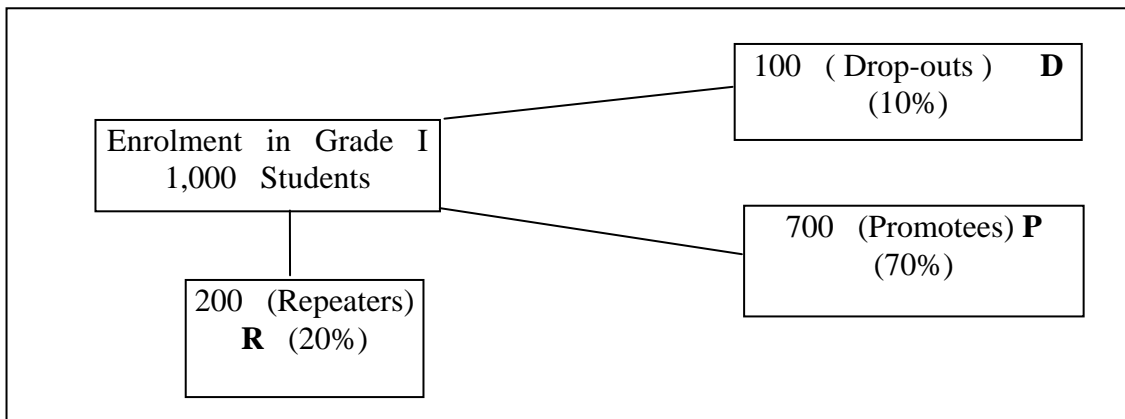 100 ( Drop-outs ) D
(10%)
Enrolment in Grade I
1,000 Students
700 (Promotees) P
(70%)
200 (Repeaters)
R (20%)